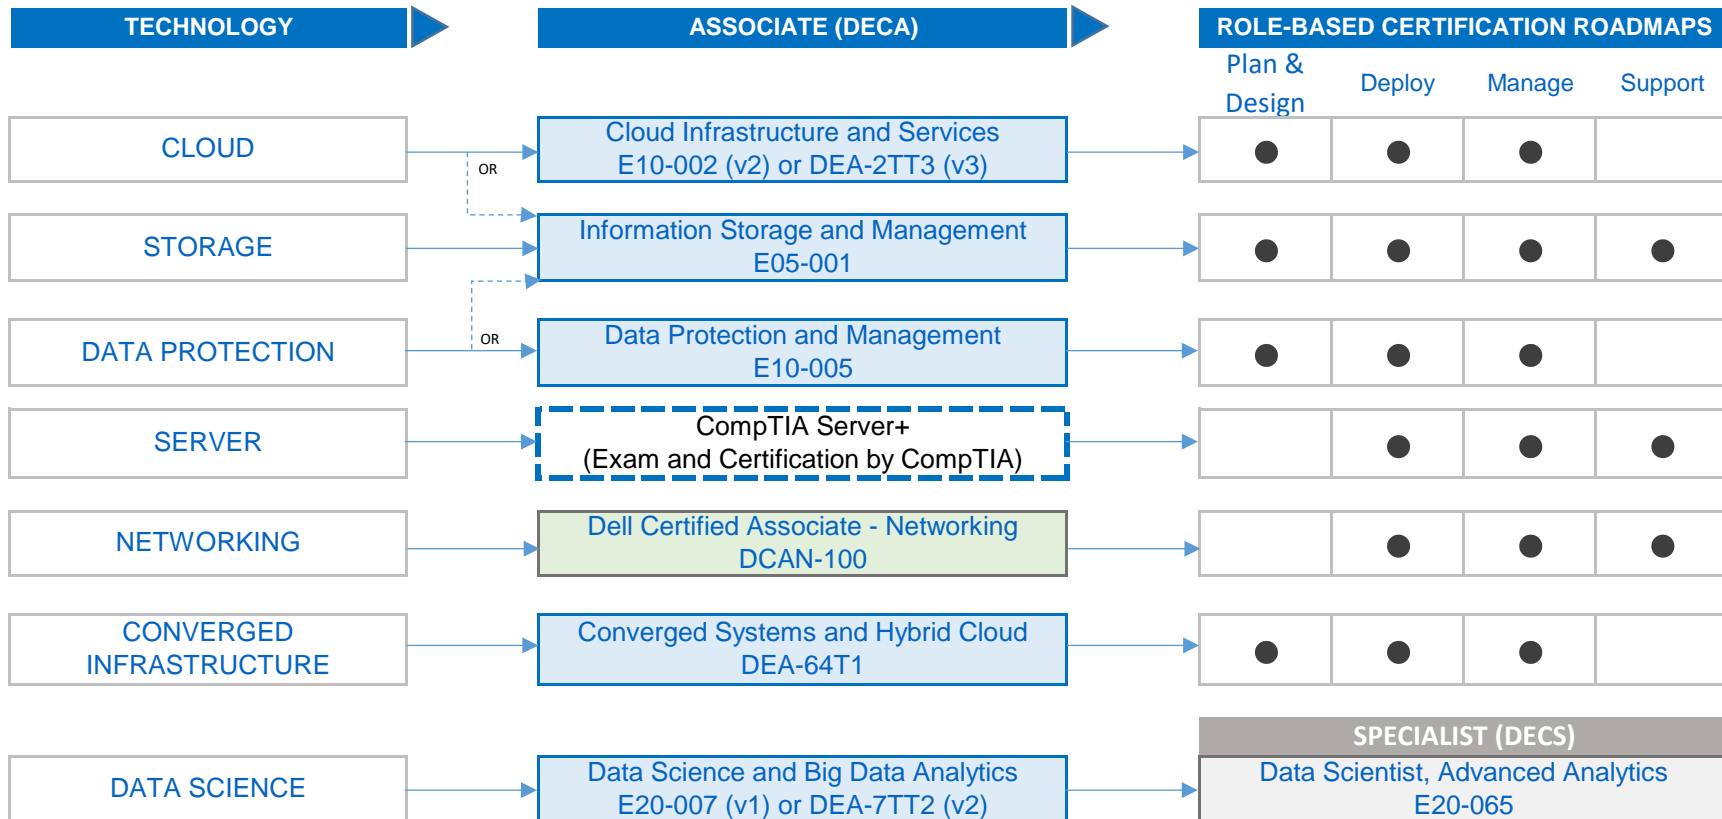 TECHNOLOGY
ASSOCIATE (DECA)
ROLE-BASED CERTIFICATION ROADMAPS
Plan &
Design
Deploy
Manage
Support
CLOUD
OR
Cloud Infrastructure and Services
E10-002 (v2) or DEA-2TT3 (v3)
STORAGE
Information Storage and Management
E05-001
DATA PROTECTION
OR
Data Protection and Management
E10-005
SERVER
CompTIA Server+
(Exam and Certification by CompTIA)
NETWORKING
Dell Certified Associate - Networking
DCAN-100
CONVERGED
INFRASTRUCTURE
Converged Systems and Hybrid Cloud
DEA-64T1
SPECIALIST (DECS)
DATA SCIENCE
Data Science and Big Data Analytics
E20-007 (v1) or DEA-7TT2 (v2)
Data Scientist, Advanced Analytics
E20-065